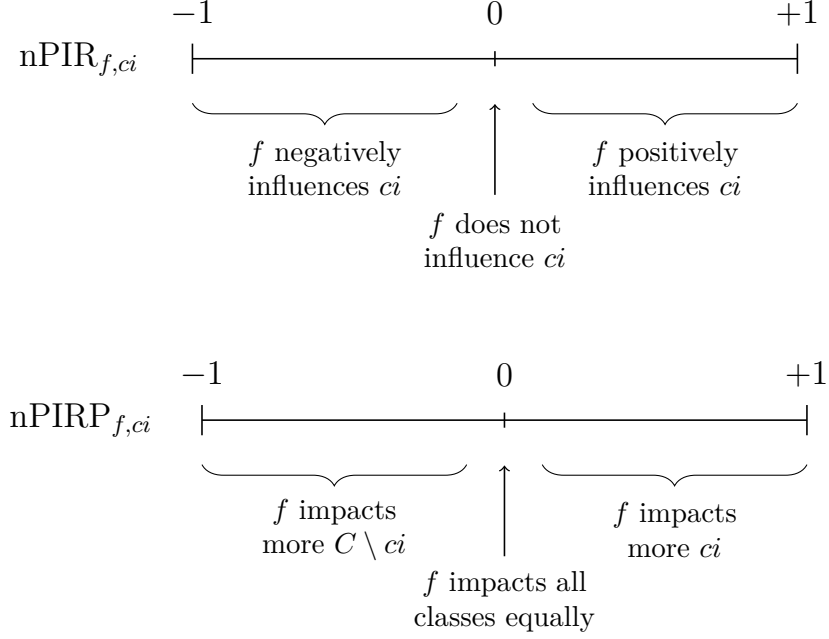 −1 0 +1
nPIR_{f,ci}
f negatively
influences ci
f positively
influences ci
f does not
influence ci
−1 0 +1
nPIRP_{f,ci}
f impacts
more C \ ci
f impacts
more ci
f impacts all
classes equally